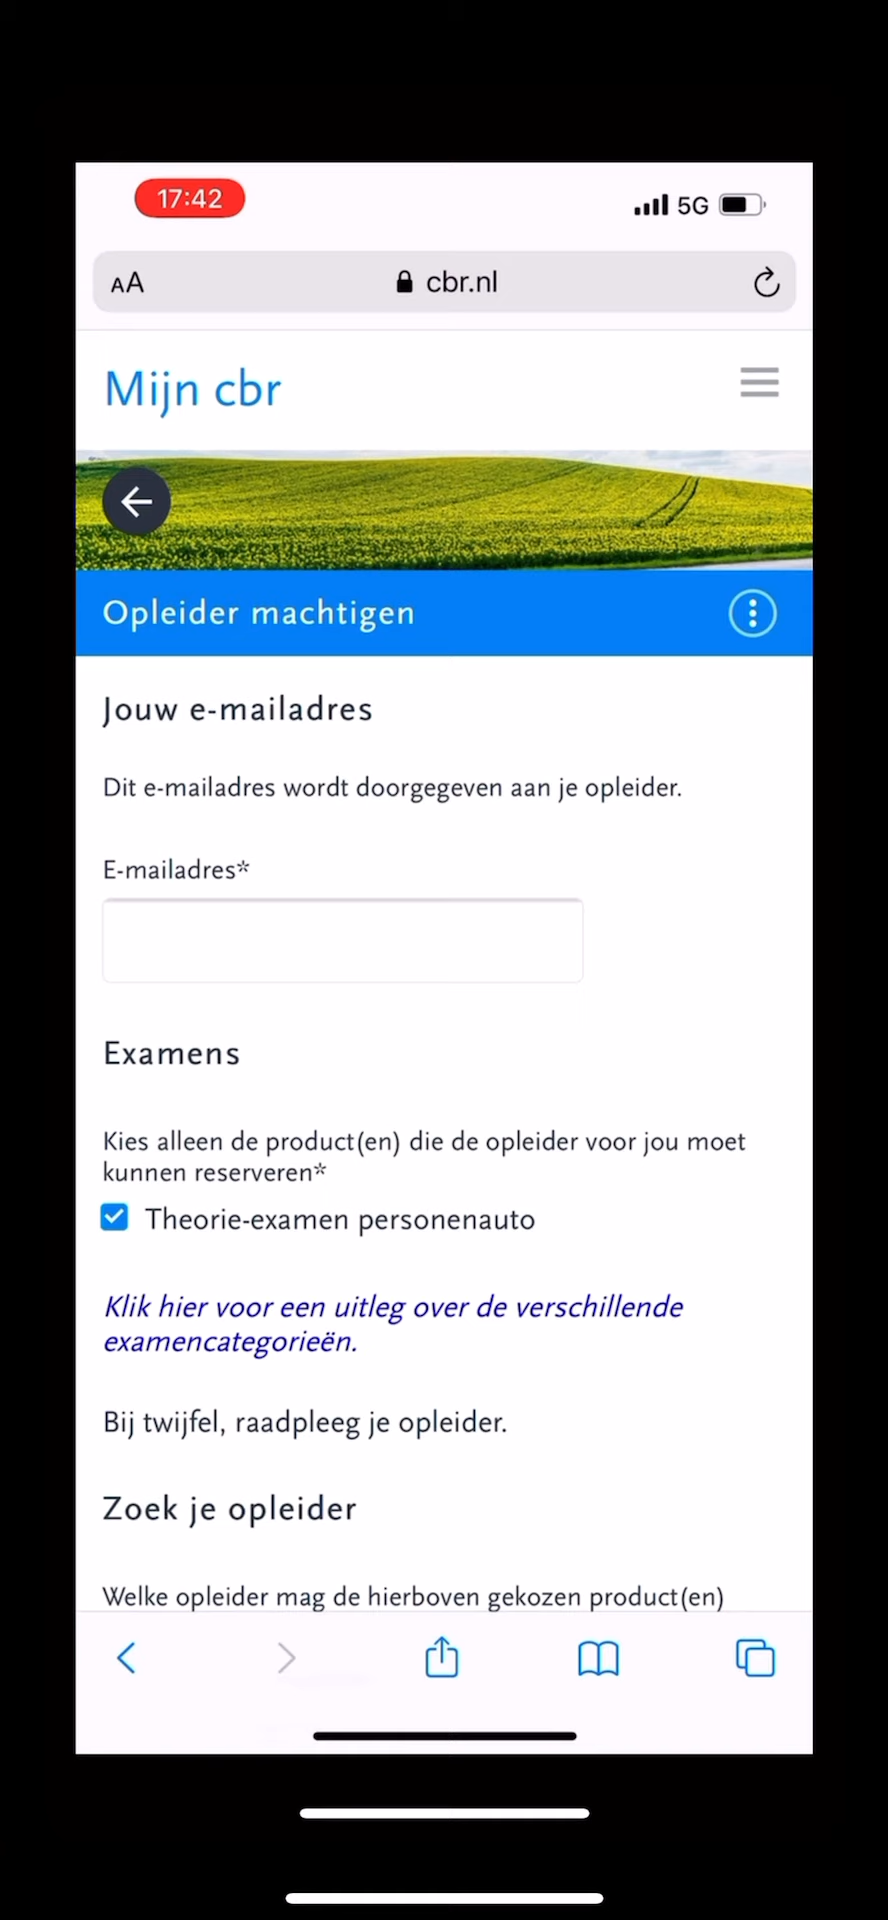 17:42
5G
AA
cbr.nl
Mijn cbr
Opleider machtigen
Jouw e-mailadres
Dit e-mailadres wordt doorgegeven aan je opleider.
E-mailadres*
Examens
Kies alleen de product(en) die de opleider voor jou moet
kunnen reserveren*
Theorie-examen personenauto
Klik hier voor een uitleg over de verschillende
examencategorieën.
Bij twijfel, raadpleeg je opleider.
Zoek je opleider
Welke opleider mag de hierboven gekozen product(en)